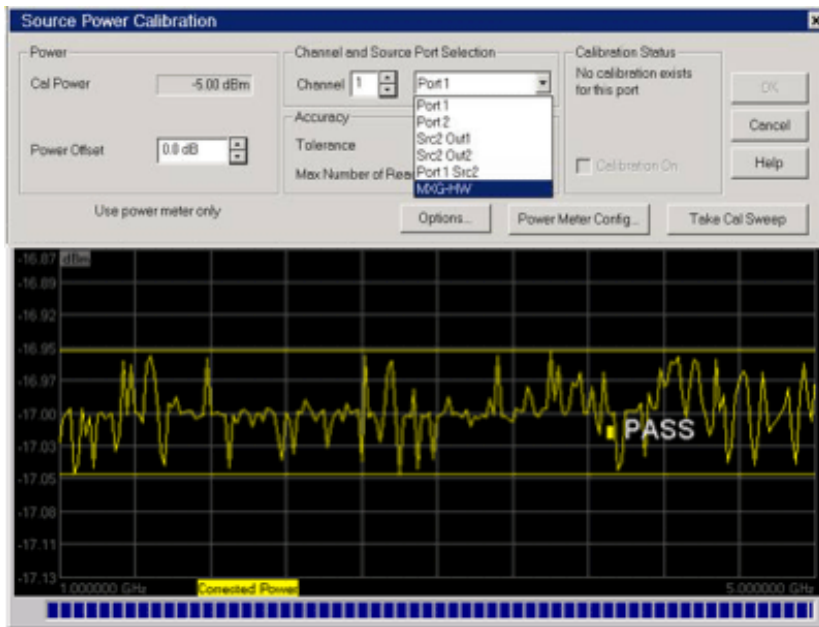 Source Power Calibration
Power
Cal Power
-5.00 dBm
Power Offset
0.0 dB
Use power meter only
Channel and Source Port Selection
Channel 1
Port 1
Port 1
Port 2
Src2 Out1
Src2 Out2
Port 1 Src2
MXG-HW
Accuracy
Tolerance
Max Number of Rea
Calibration Status
No calibration exists
for this port
Calibration On
OK
Cancel
Help
Options...
Power Meter Config...
Take Cal Sweep
-16.87 dBm
-16.89
-16.92
-16.95
-16.97
-17.00
-17.03
-17.05
-17.08
-17.11
-17.13
PASS
1.000000 GHz
Corrected Power
5.000000 GHz